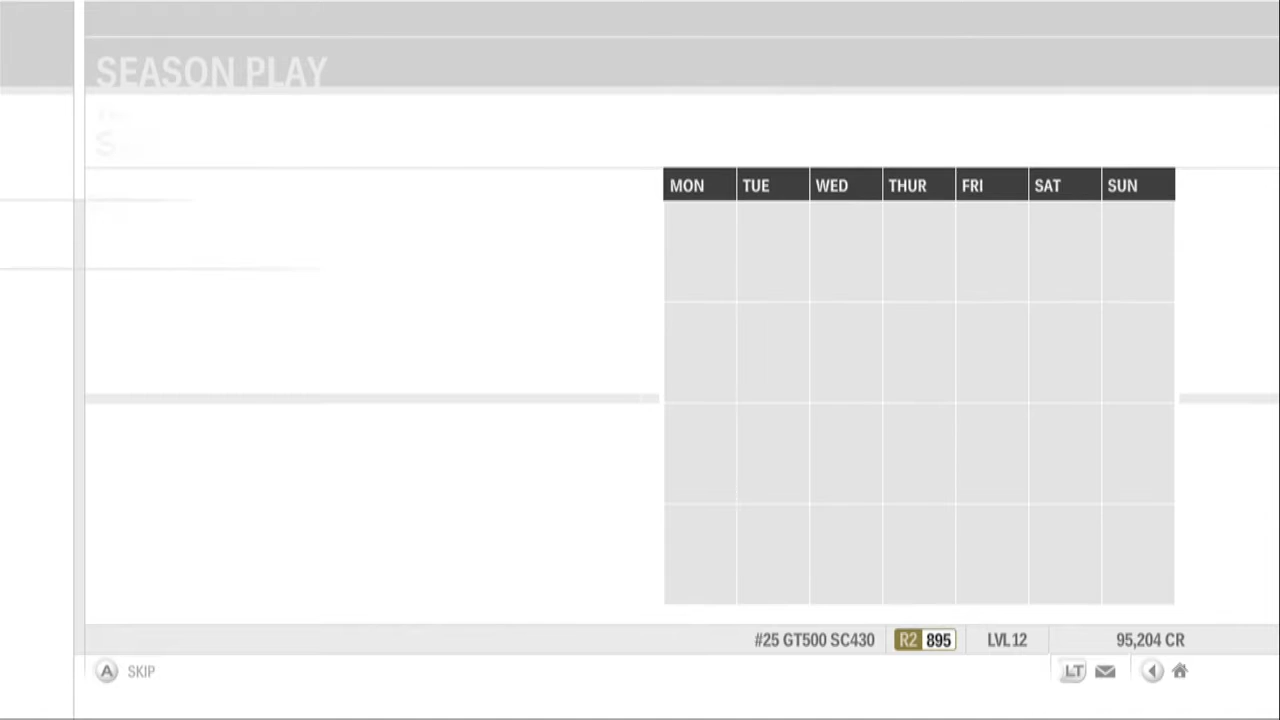 SEASON PLAY
MON TUE WED THUR FRI SAT SUN
#25 GT500 SC430 R2 895 LVL 12 95,204 CR
A SKIP LT